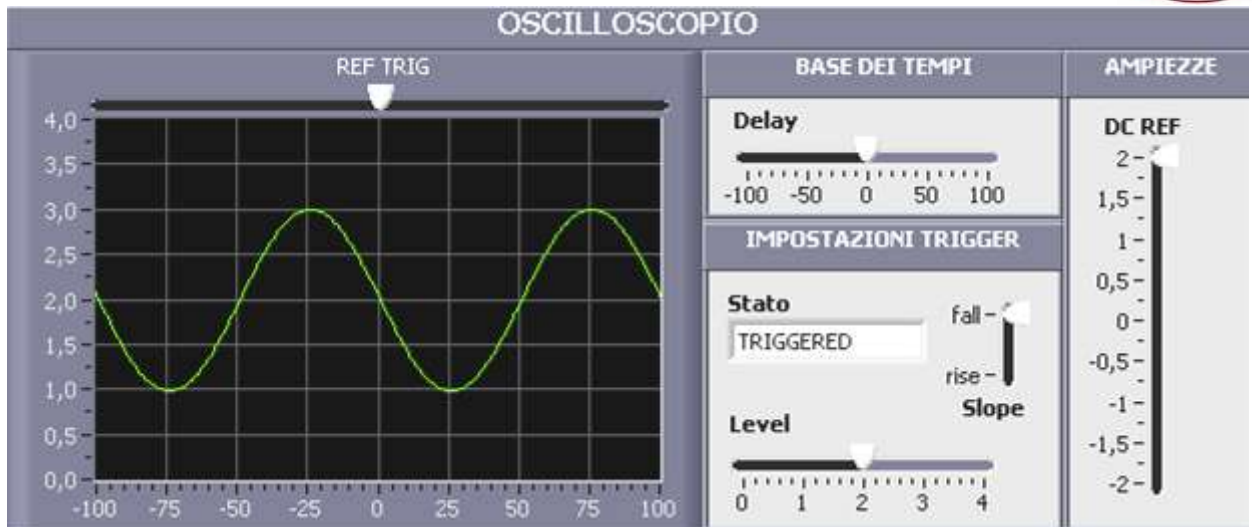 OSCILLOSCOPIO
REF TRIG
4,0
3,5
3,0
2,5
2,0
1,5
1,0
0,5
0,0
-100 -75 -50 -25 0 25 50 75 100
BASE DEI TEMPI
Delay
-100 -50 0 50 100
IMPOSTAZIONI TRIGGER
Stato
TRIGGERED
fall
rise
Slope
Level
0 1 2 3 4
AMPIEZZE
DC REF
2
1,5
1
0,5
0
-0,5
-1
-1,5
-2